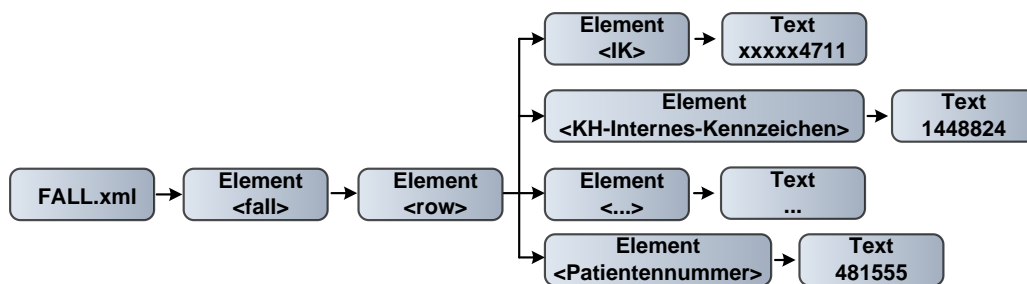 Element
<IK>
Text
xxxxx4711
Element
<KH-Internes-Kennzeichen>
Text
1448824
FALL.xml
Element
<fall>
Element
<row>
Element
<...>
Text
...
Element
<Patientennummer>
Text
481555